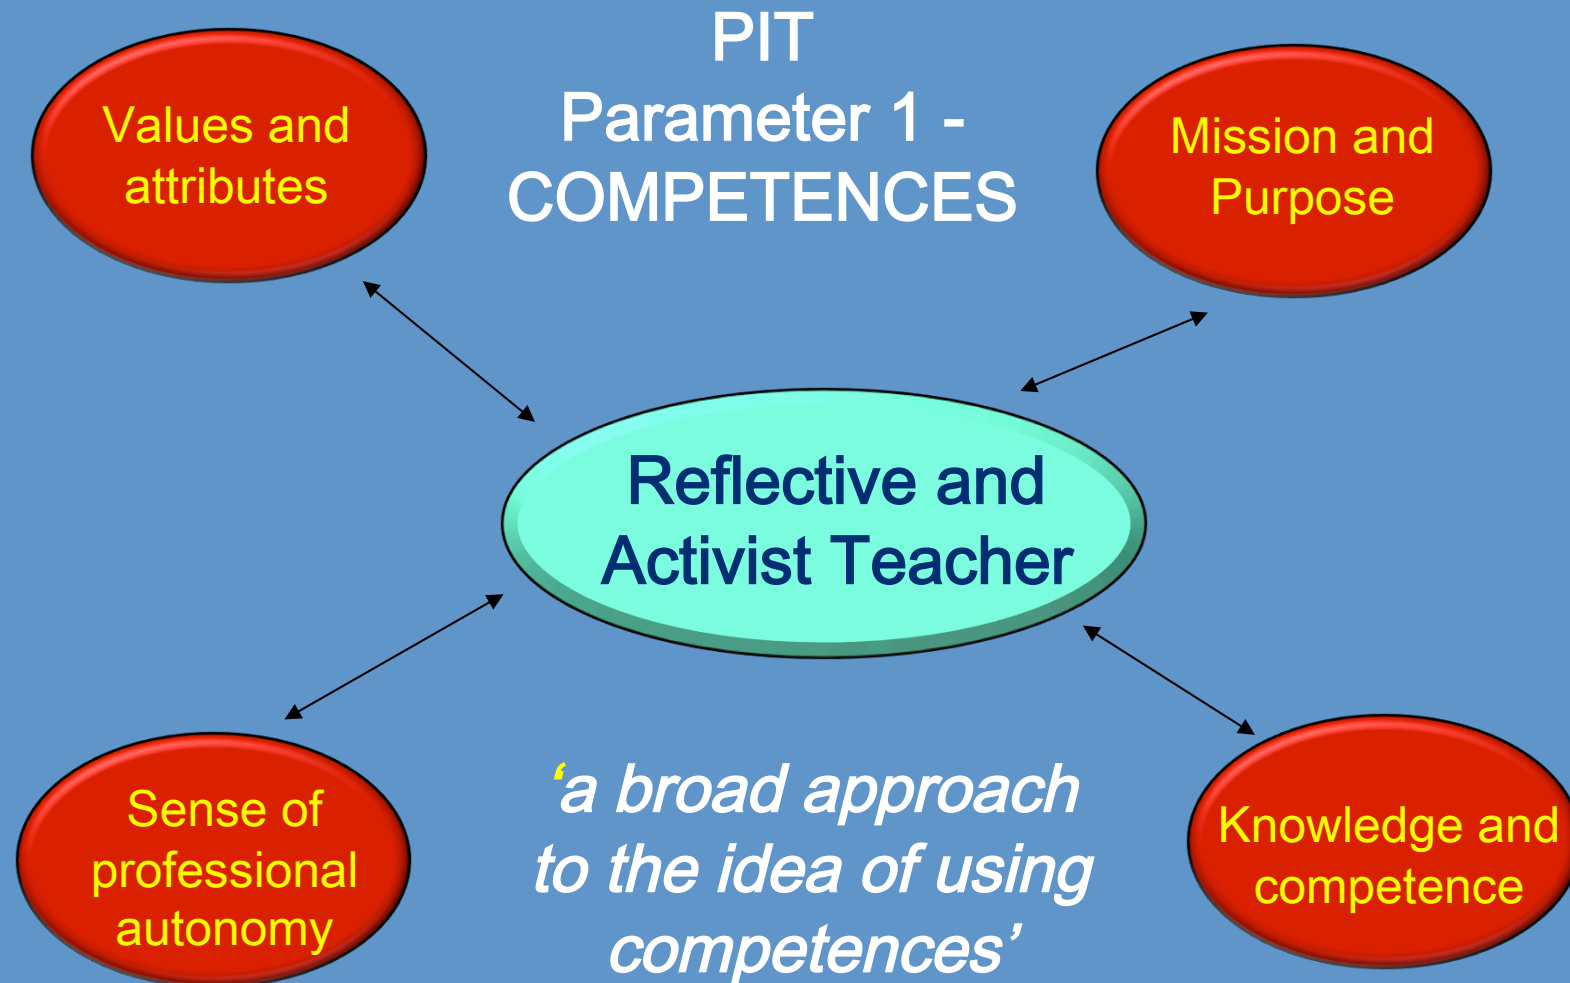 PIT
Parameter 1 -
COMPETENCES
Values and
attributes
Mission and
Purpose
Reflective and
Activist Teacher
Sense of
professional
autonomy
‘a broad approach
to the idea of using
competences’
Knowledge and
competence